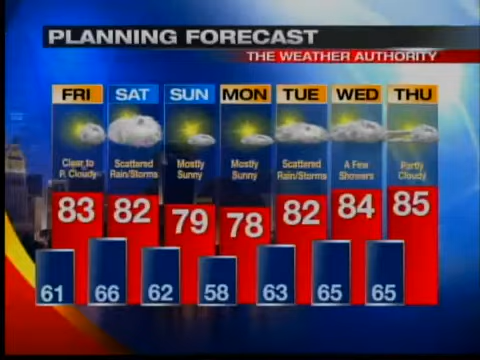 PLANNING FORECAST
THE WEATHER AUTHORITY
FRI SAT SUN MON TUE WED THU
Clear to Scattered Mostly Mostly Scattered A Few Partly
P. Cloudy Rain/Storms Sunny Sunny Rain/Storms Showers Cloudy
83 82 79 78 82 84 85
61 66 62 58 63 65 65